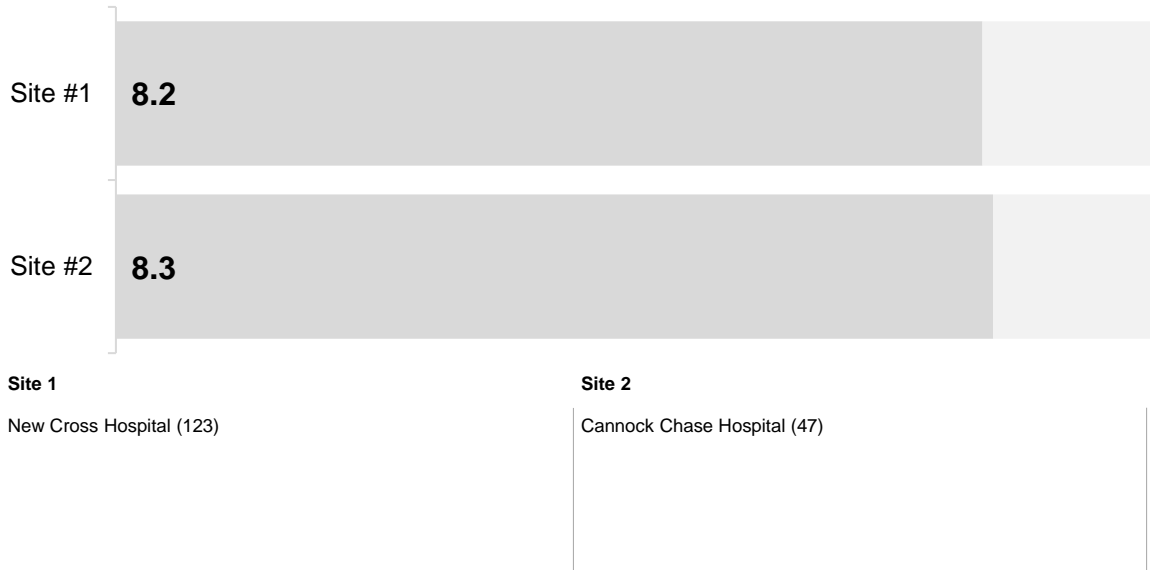 Site #1
8.2
Site #2
8.3
Site 1
Site 2
New Cross Hospital (123)
Cannock Chase Hospital (47)